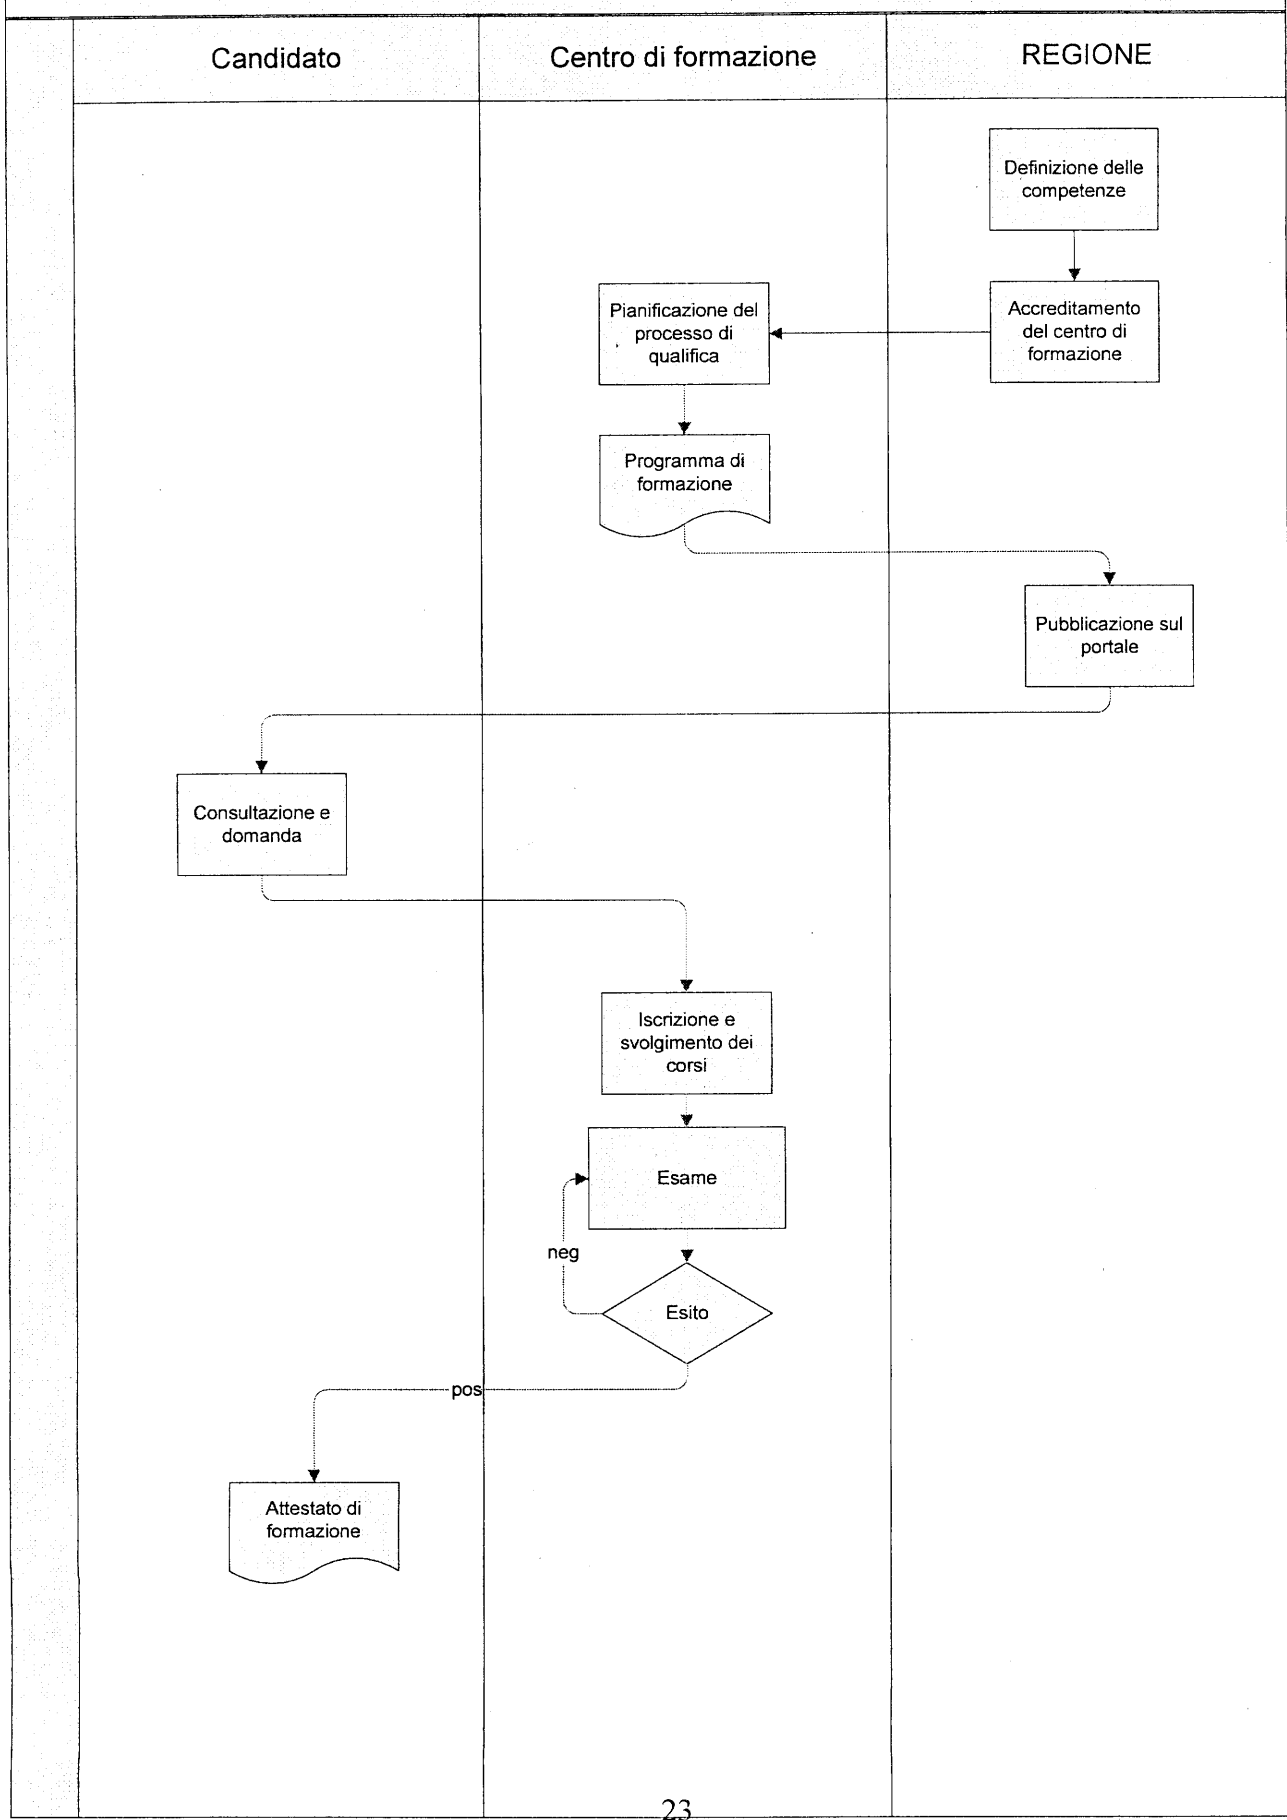 Candidato
Centro di formazione
REGIONE
Definizione delle
competenze
Accreditamento
del centro di
formazione
Pianificazione del
processo di
qualifica
Programma di
formazione
Pubblicazione sul
portale
Consultazione e
domanda
Iscrizione e
svolgimento dei
corsi
Esame
neg
Esito
pos
Attestato di
formazione
23